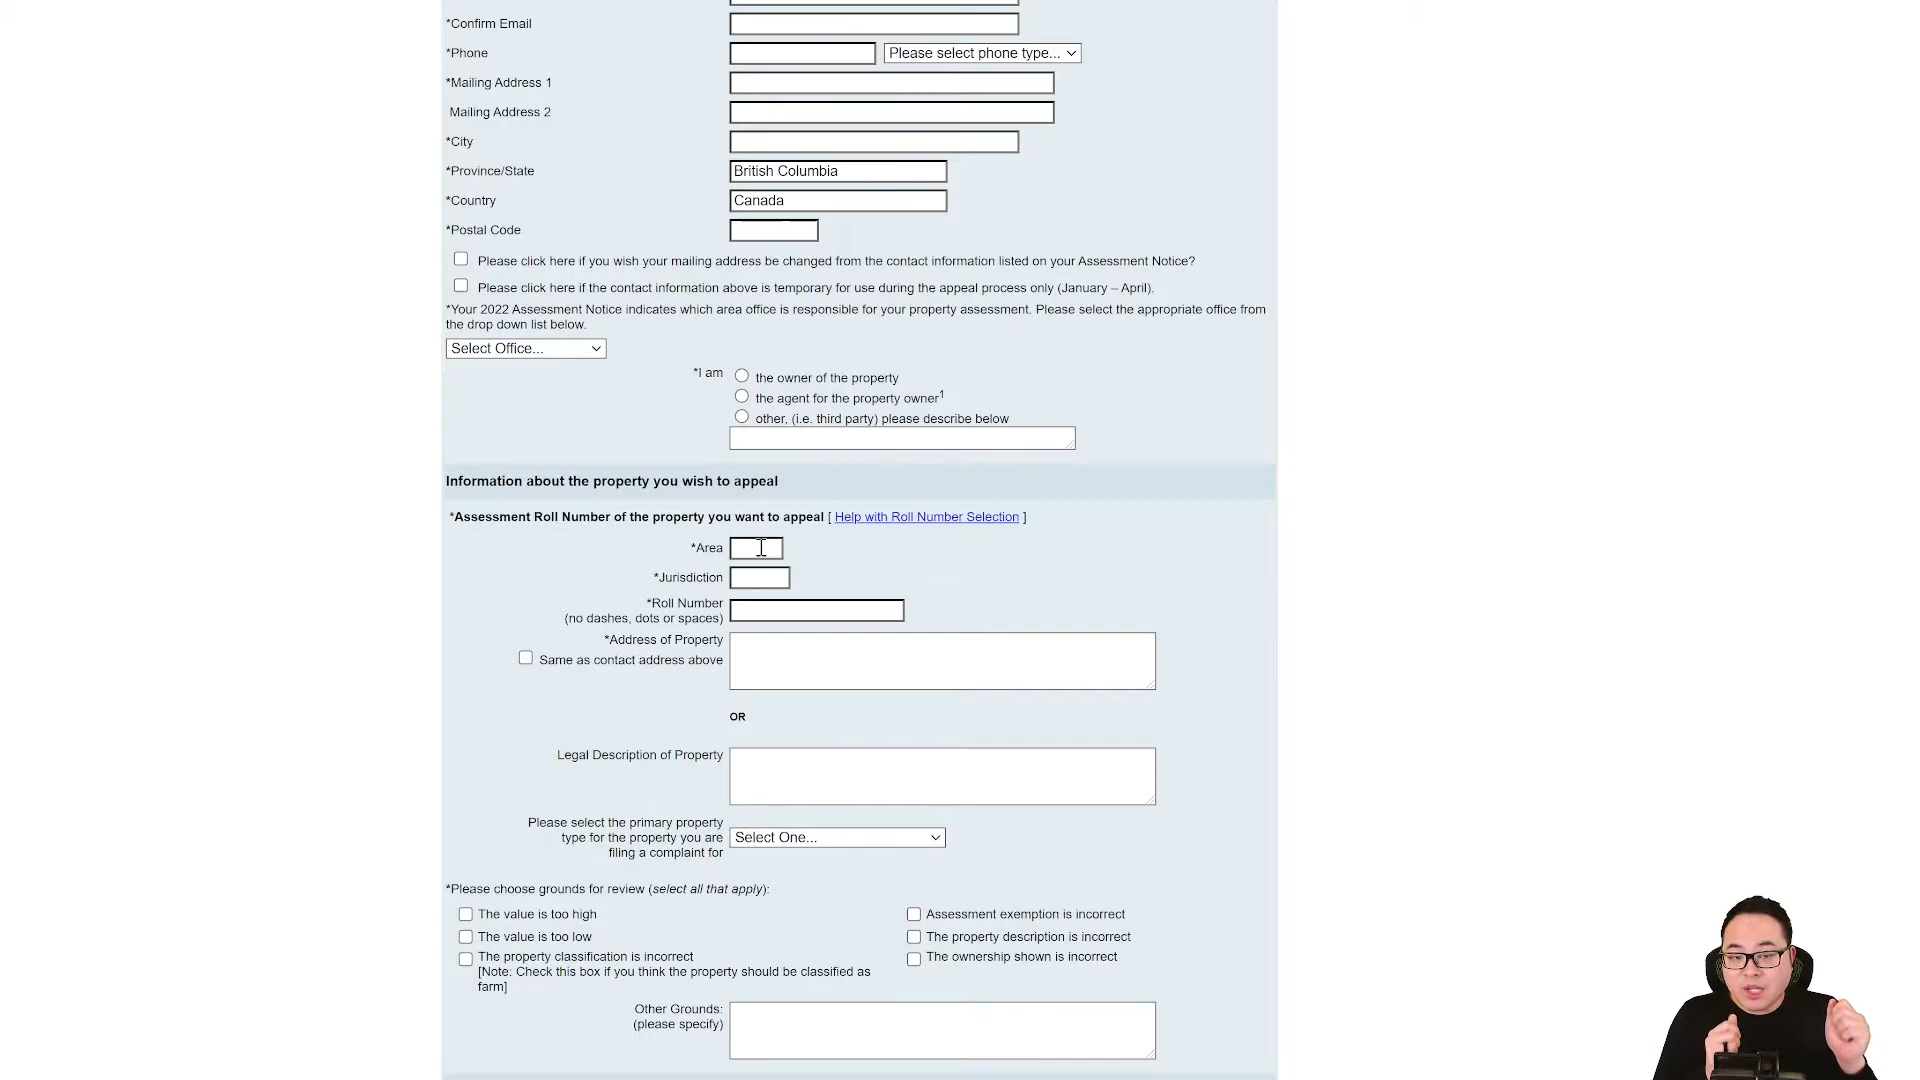 *Confirm Email
*Phone
Please select phone type...
*Mailing Address 1
Mailing Address 2
*City
*Province/State
British Columbia
*Country
Canada
*Postal Code
Please click here if you wish your mailing address be changed from the contact information listed on your Assessment Notice?
Please click here if the contact information above is temporary for use during the appeal process only (January – April).
*Your 2022 Assessment Notice indicates which area office is responsible for your property assessment. Please select the appropriate office from
the drop down list below.
Select Office...
*I am
the owner of the property
the agent for the property owner1
other, (i.e. third party) please describe below
Information about the property you wish to appeal
*Assessment Roll Number of the property you want to appeal [ Help with Roll Number Selection ]
*Area
*Jurisdiction
*Roll Number
(no dashes, dots or spaces)
*Address of Property
Same as contact address above
OR
Legal Description of Property
Please select the primary property
type for the property you are
filing a complaint for
Select One...
*Please choose grounds for review (select all that apply):
The value is too high
The value is too low
The property classification is incorrect
[Note: Check this box if you think the property should be classified as
farm]
Assessment exemption is incorrect
The property description is incorrect
The ownership shown is incorrect
Other Grounds:
(please specify)